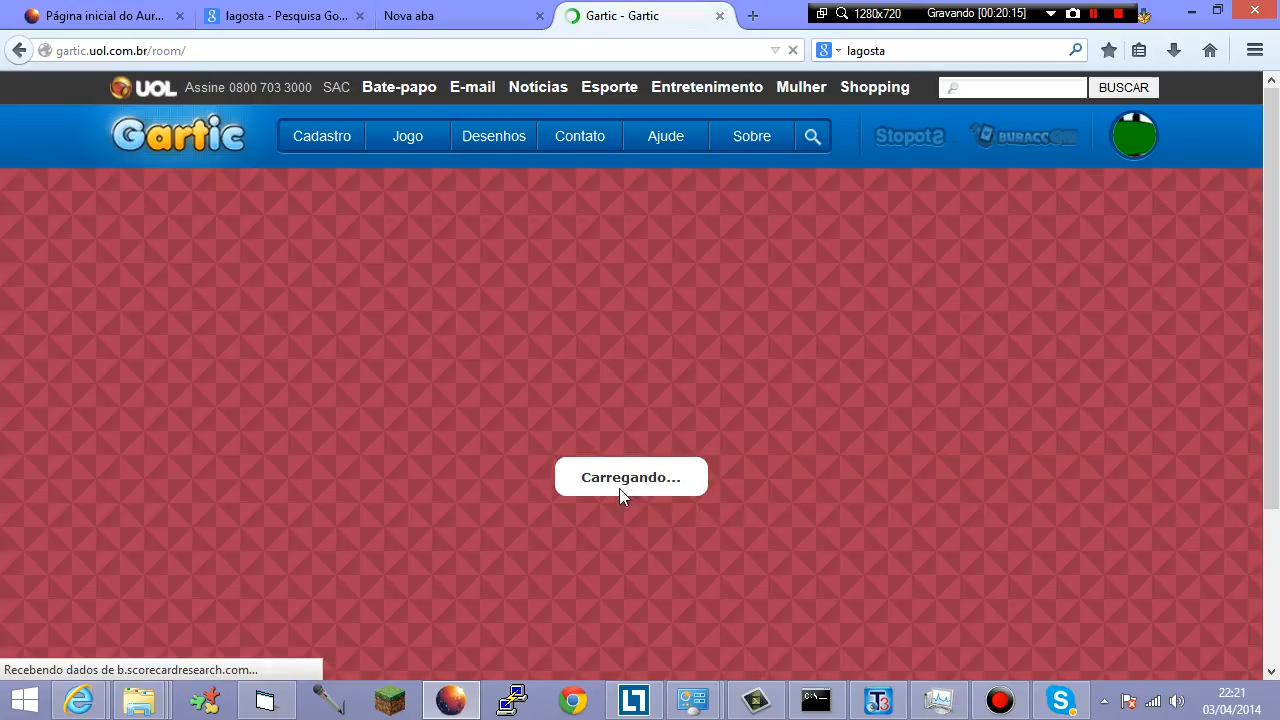 Página inicial do Aur...
lagosta - Pesquisa Go
Nova aba
Gartic - Gartic
1280x720
Gravando [00:20:15]
gartic.uol.com.br/room/
lagosta
UOL
Assine 0800 703 3000
SAC
Bate-papo
E-mail
Notícias
Esporte
Entretenimento
Mulher
Shopping
BUSCAR
Gartic
Cadastro
Jogo
Desenhos
Contato
Ajude
Sobre
StopotS
Carregando...
Recebendo dados de b.scorecardresearch.com...
22:21
03/04/2014